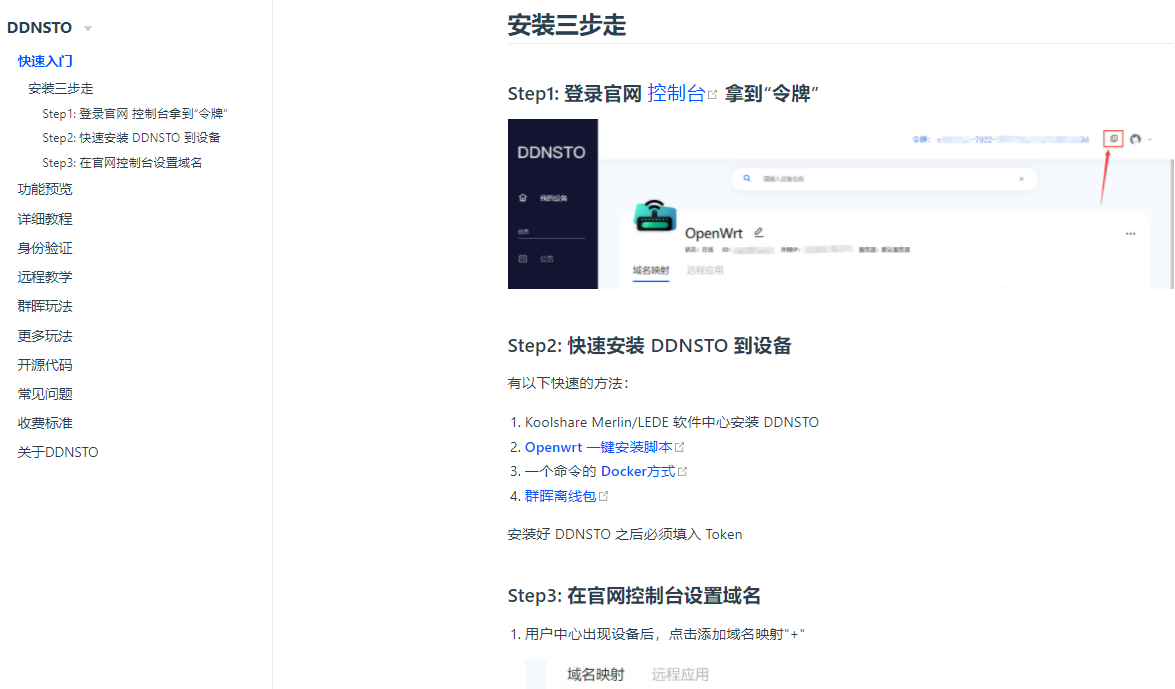 DDNSTO
快速入门
安装三步走
Step1: 登录官网 控制台拿到“令牌”
Step2: 快速安装 DDNSTO 到设备
Step3: 在官网控制台设置域名
功能预览
详细教程
身份验证
远程教学
群晖玩法
更多玩法
开源代码
常见问题
收费标准
关于DDNSTO
安装三步走
Step1: 登录官网 控制台 拿到“令牌”
DDNSTO
令牌:
-7922-
我的设备
请输入设备名称
OpenWrt
信息
状态: 在线 ID: 外网IP: 服务器: 默认服务器
公告
域名映射 远程应用
Step2: 快速安装 DDNSTO 到设备
有以下快速的方法：
1. Koolshare Merlin/LEDE 软件中心安装 DDNSTO
2. Openwrt 一键安装脚本
3. 一个命令的 Docker方式
4. 群晖离线包
安装好 DDNSTO 之后必须填入 Token
Step3: 在官网控制台设置域名
1. 用户中心出现设备后，点击添加域名映射"+"
域名映射 远程应用